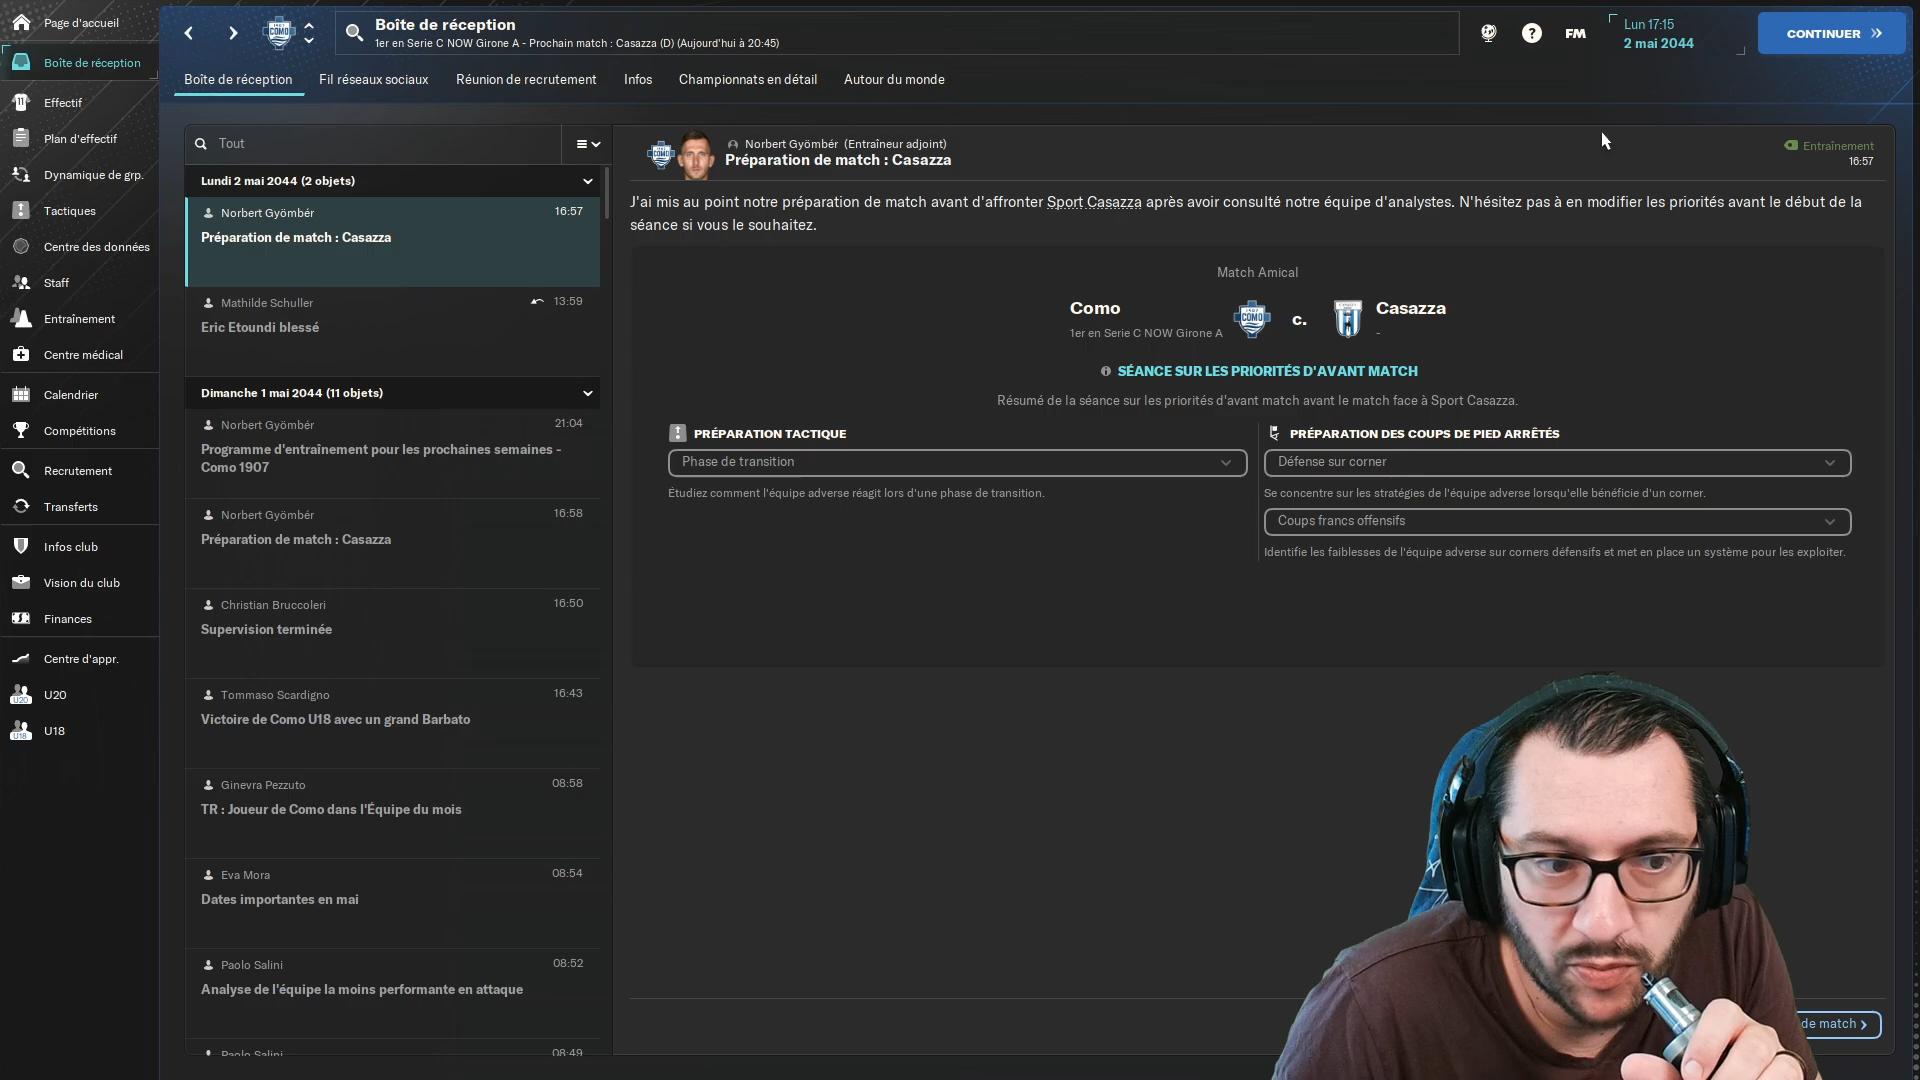 Page d'accueil
Boîte de réception
Effectif
Plan d'effectif
Dynamique de grp.
Tactiques
Centre des données
Staff
Entraînement
Centre médical
Calendrier
Compétitions
Recrutement
Transferts
Infos club
Vision du club
Finances
Centre d'appr.
U20
U18
Boîte de réception
1er en Serie C NOW Girone A - Prochain match : Casazza (D) (Aujourd'hui à 20:45)
FM
Lun 17:15
2 mai 2044
CONTINUER
Boîte de réception
Fil réseaux sociaux
Réunion de recrutement
Infos
Championnats en détail
Autour du monde
Tout
Lundi 2 mai 2044 (2 objets)
Norbert Gyömbér 16:57
Préparation de match : Casazza
Mathilde Schuller 13:59
Eric Etoundi blessé
Dimanche 1 mai 2044 (11 objets)
Norbert Gyömbér 21:04
Programme d'entraînement pour les prochaines semaines -
Como 1907
Norbert Gyömbér 16:58
Préparation de match : Casazza
Christian Bruccoleri 16:50
Supervision terminée
Tommaso Scardigno 16:43
Victoire de Como U18 avec un grand Barbato
Ginevra Pezzuto 08:58
TR : Joueur de Como dans l'Équipe du mois
Eva Mora 08:54
Dates importantes en mai
Paolo Salini 08:52
Analyse de l'équipe la moins performante en attaque
Paolo Salini 08:49
Norbert Gyömbér (Entraîneur adjoint)
Préparation de match : Casazza
Entraînement
16:57
J'ai mis au point notre préparation de match avant d'affronter Sport Casazza après avoir consulté notre équipe d'analystes. N'hésitez pas à en modifier les priorités avant le début de la
séance si vous le souhaitez.
Match Amical
Como
1er en Serie C NOW Girone A
COMO
c.
Casazza
-
SÉANCE SUR LES PRIORITÉS D'AVANT MATCH
Résumé de la séance sur les priorités d'avant match avant le match face à Sport Casazza.
PRÉPARATION TACTIQUE
Phase de transition
Étudiez comment l'équipe adverse réagit lors d'une phase de transition.
PRÉPARATION DES COUPS DE PIED ARRÊTÉS
Défense sur corner
Se concentre sur les stratégies de l'équipe adverse lorsqu'elle bénéficie d'un corner.
Coups francs offensifs
Identifie les faiblesses de l'équipe adverse sur corners défensifs et met en place un système pour les exploiter.
de match